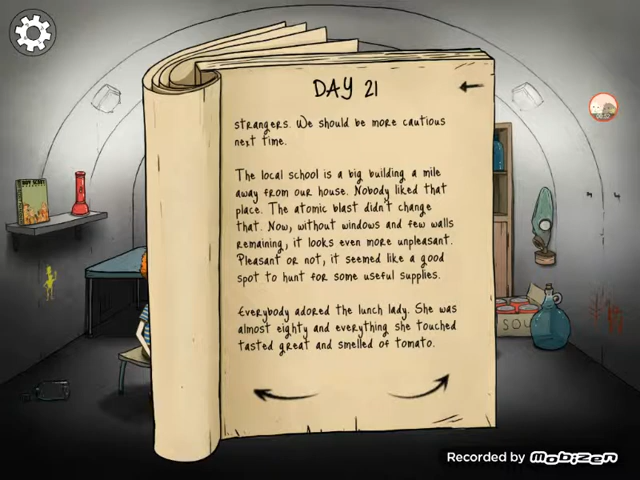 DAY 21
strangers. We should be more cautious
next time.
The local school is a big building a mile
away from our house. Nobody liked that
place. The atomic blast didn't change
that. Now, without windows and few walls
remaining, it looks even more unpleasant.
Pleasant or not, it seemed like a good
spot to hunt for some useful supplies.
Everybody adored the lunch lady. She was
almost eighty and everything she touched
tasted great and smelled of tomato.
SOU
Recorded by mobizen